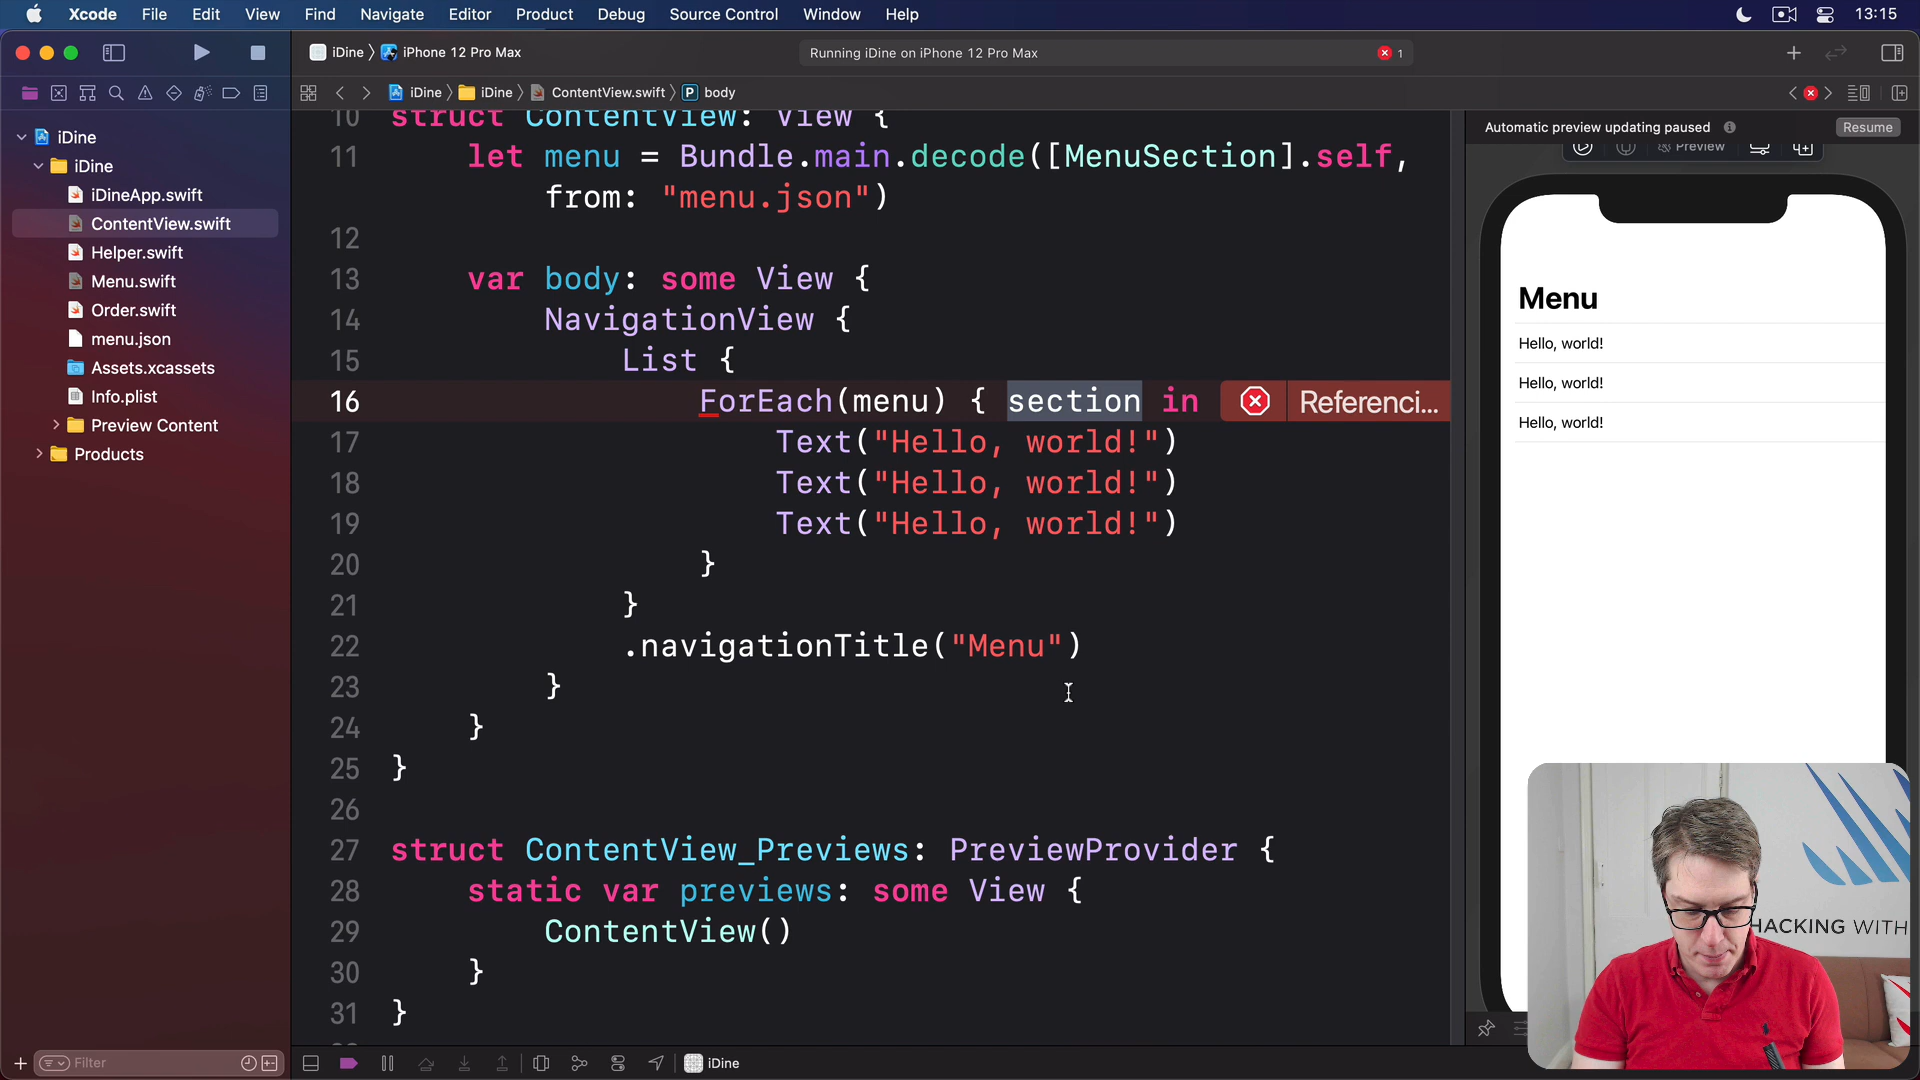 Xcode File Edit View Find Navigate Editor Product Debug Source Control Window Help 13:15
iDine iPhone 12 Pro Max Running iDine on iPhone 12 Pro Max 1
iDine iDine ContentView.swift P body
iDine
iDine
iDineApp.swift
ContentView.swift
Helper.swift
Menu.swift
Order.swift
menu.json
Assets.xcassets
Info.plist
Preview Content
Products
Filter
10 struct ContentView: View {
11 let menu = Bundle.main.decode([MenuSection].self,
from: "menu.json")
12
13 var body: some View {
14 NavigationView {
15 List {
16 ForEach(menu) { section in Referenci...
17 Text("Hello, world!")
18 Text("Hello, world!")
19 Text("Hello, world!")
20 }
21 }
22 .navigationTitle("Menu")
23 }
24 }
25 }
26
27 struct ContentView_Previews: PreviewProvider {
28 static var previews: some View {
29 ContentView()
30 }
31 }
iDine
Automatic preview updating paused Resume
Preview
Menu
Hello, world!
Hello, world!
Hello, world!
HACKING WITH